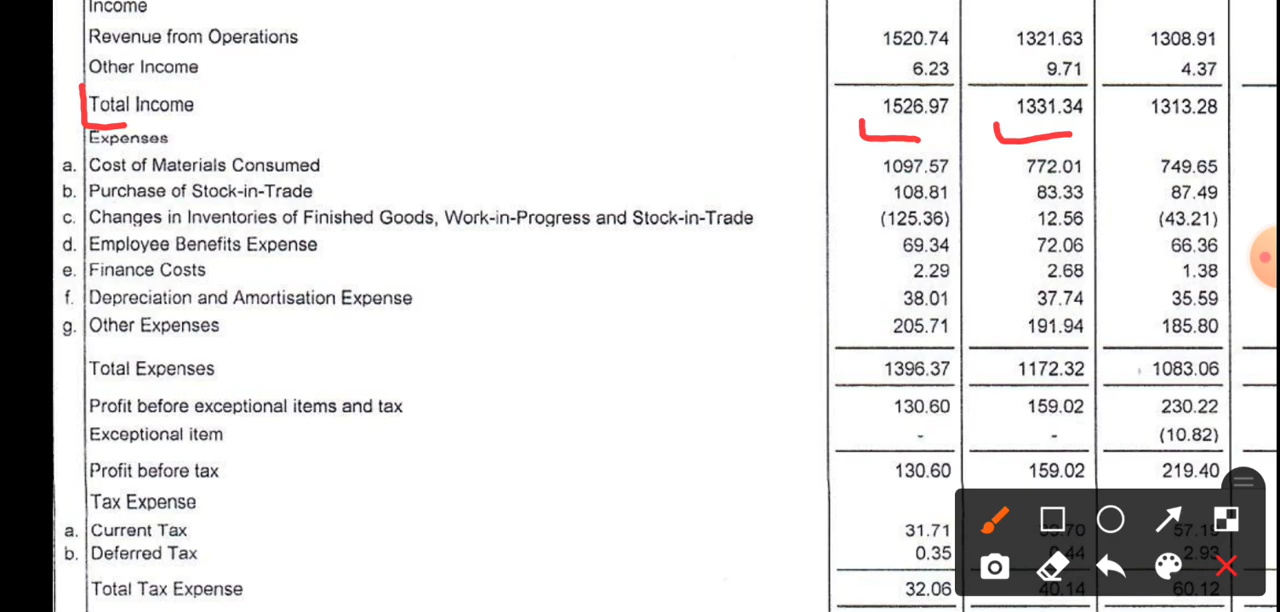 Income
Revenue from Operations 1520.74 1321.63 1308.91
Other Income 6.23 9.71 4.37
Total Income 1526.97 1331.34 1313.28
Expenses
a. Cost of Materials Consumed 1097.57 772.01 749.65
b. Purchase of Stock-in-Trade 108.81 83.33 87.49
c. Changes in Inventories of Finished Goods, Work-in-Progress and Stock-in-Trade (125.36) 12.56 (43.21)
d. Employee Benefits Expense 69.34 72.06 66.36
e. Finance Costs 2.29 2.68 1.38
f. Depreciation and Amortisation Expense 38.01 37.74 35.59
g. Other Expenses 205.71 191.94 185.80
Total Expenses 1396.37 1172.32 1083.06
Profit before exceptional items and tax 130.60 159.02 230.22
Exceptional item - - (10.82)
Profit before tax 130.60 159.02 219.40
Tax Expense
a. Current Tax 31.71
b. Deferred Tax 0.35
Total Tax Expense 32.06 40.14 60.12